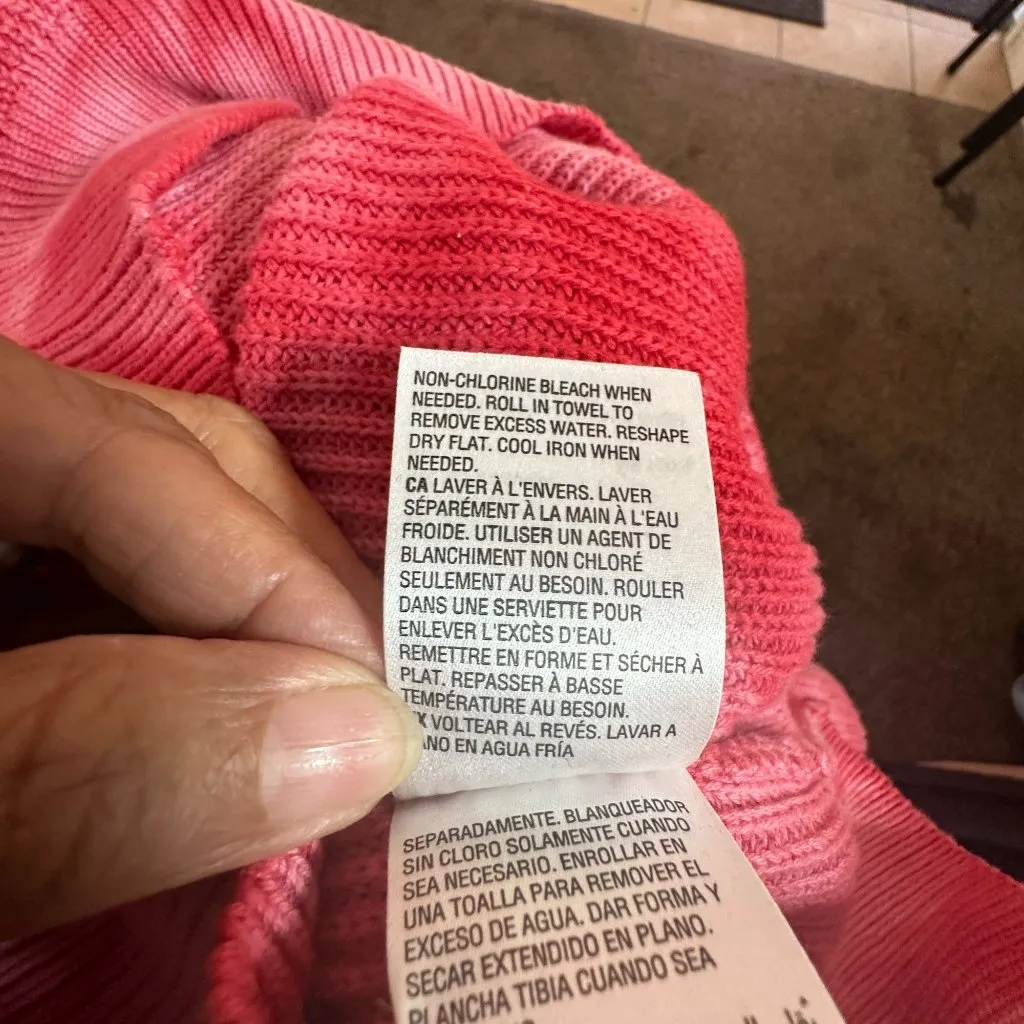 NON-CHLORINE BLEACH WHEN
NEEDED. ROLL IN TOWEL TO
REMOVE EXCESS WATER. RESHAPE
DRY FLAT. COOL IRON WHEN
NEEDED.
CA LAVER À L'ENVERS. LAVER
SÉPARÉMENT À LA MAIN À L'EAU
FROIDE. UTILISER UN AGENT DE
BLANCHIMENT NON CHLORÉ
SEULEMENT AU BESOIN. ROULER
DANS UNE SERVIETTE POUR
ENLEVER L'EXCÈS D'EAU.
REMETTRE EN FORME ET SÉCHER À
PLAT. REPASSER À BASSE
TEMPÉRATURE AU BESOIN.
VOLTEAR AL REVÉS. LAVAR A
EN AGUA FRÍA
SEPARADAMENTE. BLANQUEADOR
SIN CLORO SOLAMENTE CUANDO
SEA NECESARIO. ENROLLAR EN
UNA TOALLA PARA REMOVER EL
EXCESO DE AGUA. DAR FORMA Y
SECAR EXTENDIDO EN PLANO.
PLANCHA TIBIA CUANDO SEA